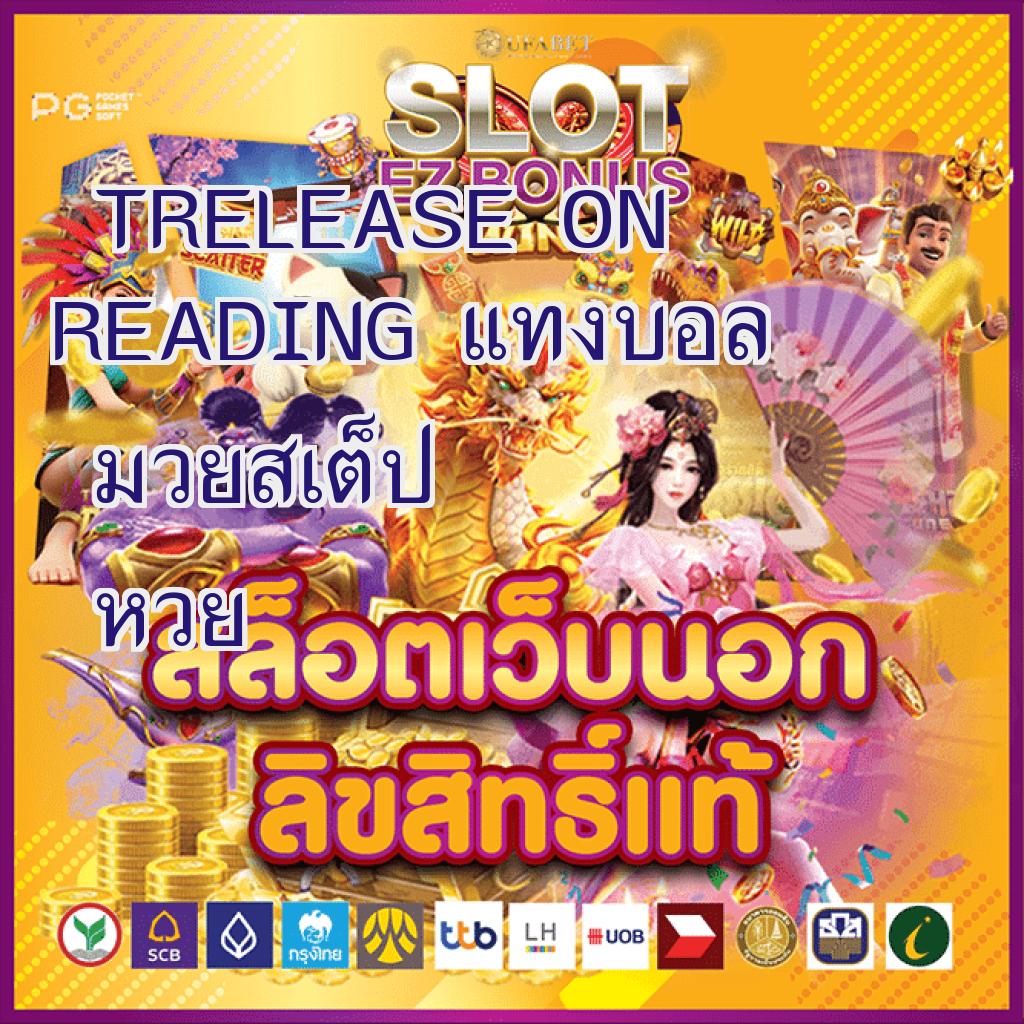 UFABET
SLOT
PG POCKET GAMES SOFT
EZ BONUS
TRELEASE ON
WILD
SCATTER
READING แทงบอล
มวยสเต็ป
หวย
สล็อตเว็บนอก
ลิขสิทธิ์แท้
SCB
กรุงไทย
ttb
LH
UOB